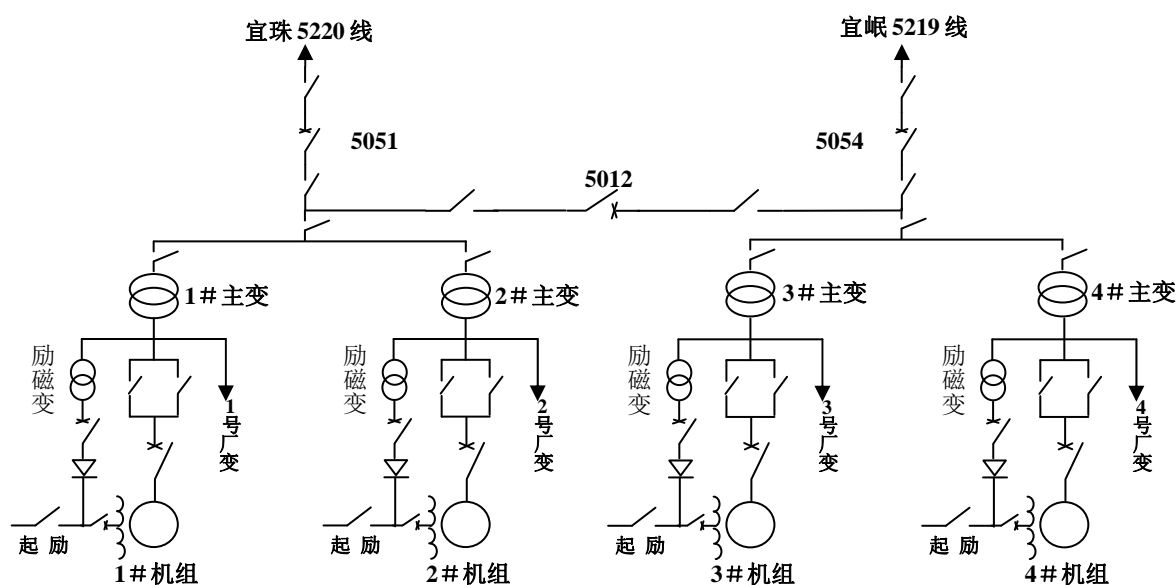 宜珠 5220 线
宜岷 5219 线
5051
5054
5012
1＃主变
2＃主变
3＃主变
4＃主变
励磁变
励磁变
励磁变
励磁变
1号厂变
2号厂变
3号厂变
4号厂变
起 励
起 励
起 励
起 励
1＃机组
2＃机组
3＃机组
4＃机组